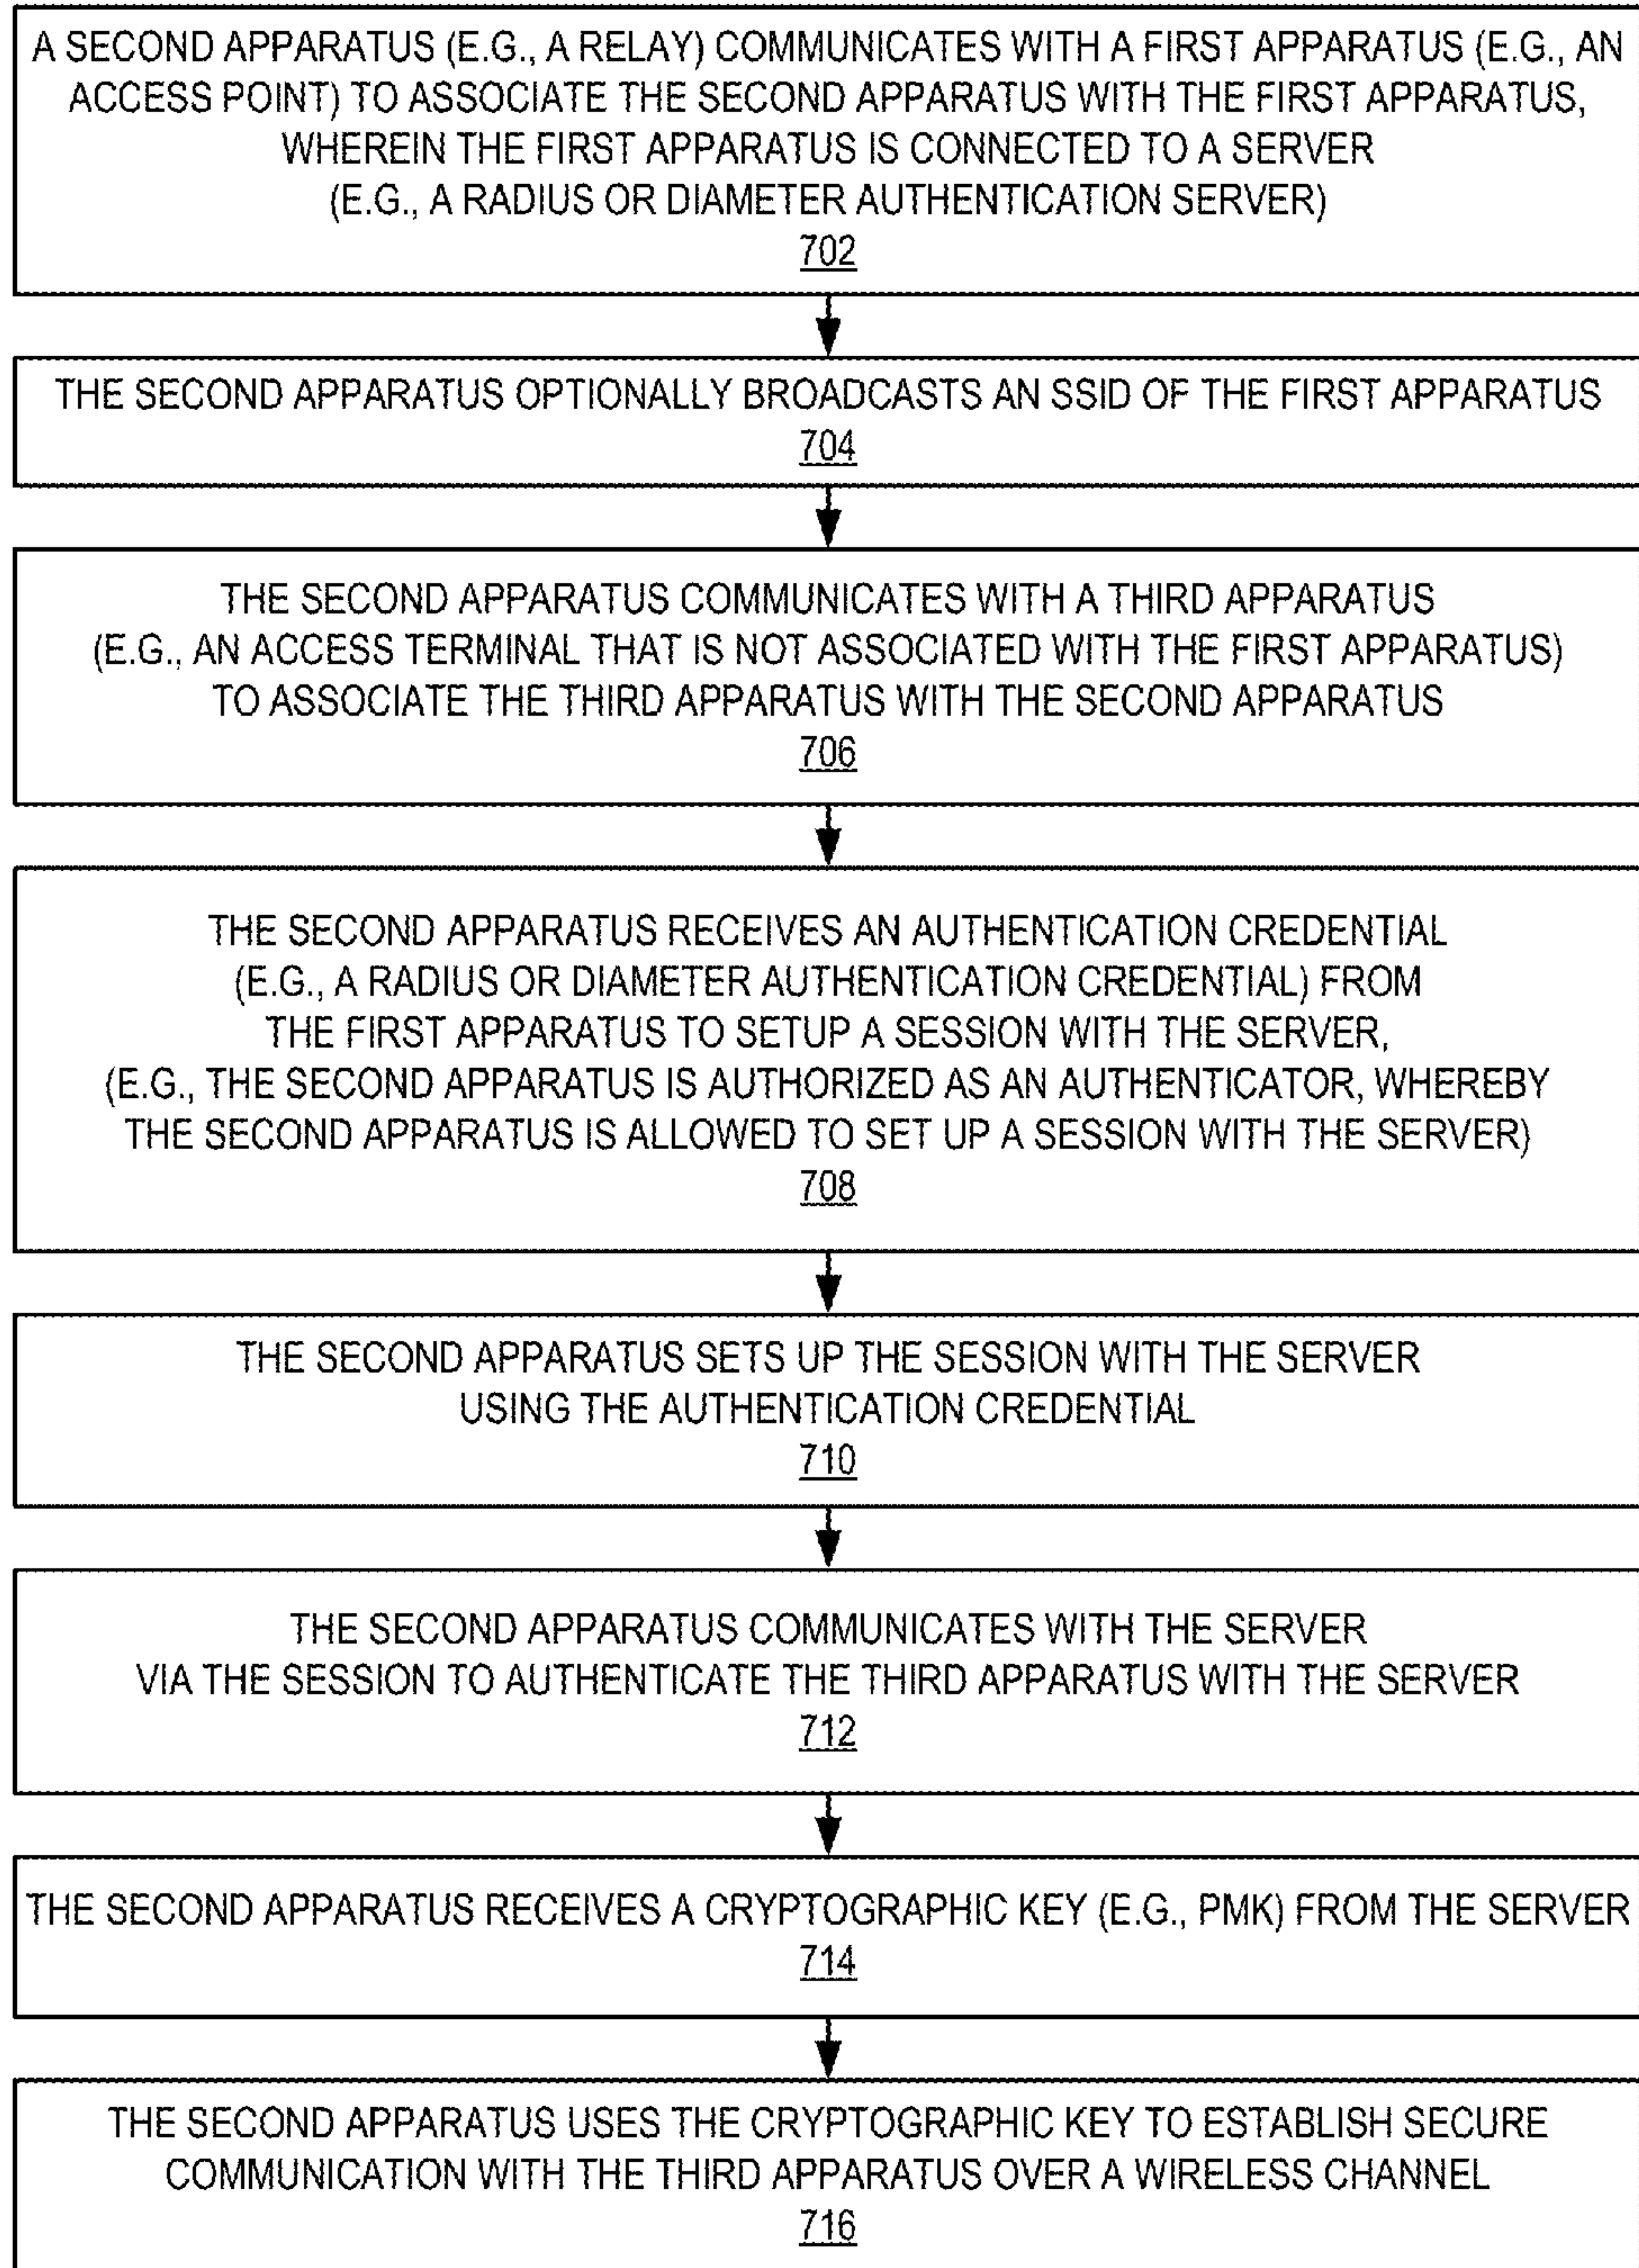 A SECOND APPARATUS (E.G., A RELAY) COMMUNICATES WITH A FIRST APPARATUS (E.G., AN
ACCESS POINT) TO ASSOCIATE THE SECOND APPARATUS WITH THE FIRST APPARATUS,
WHEREIN THE FIRST APPARATUS IS CONNECTED TO A SERVER
(E.G., A RADIUS OR DIAMETER AUTHENTICATION SERVER)
702
THE SECOND APPARATUS OPTIONALLY BROADCASTS AN SSID OF THE FIRST APPARATUS
704
THE SECOND APPARATUS COMMUNICATES WITH A THIRD APPARATUS
(E.G., AN ACCESS TERMINAL THAT IS NOT ASSOCIATED WITH THE FIRST APPARATUS)
TO ASSOCIATE THE THIRD APPARATUS WITH THE SECOND APPARATUS
706
THE SECOND APPARATUS RECEIVES AN AUTHENTICATION CREDENTIAL
(E.G., A RADIUS OR DIAMETER AUTHENTICATION CREDENTIAL) FROM
THE FIRST APPARATUS TO SETUP A SESSION WITH THE SERVER,
(E.G., THE SECOND APPARATUS IS AUTHORIZED AS AN AUTHENTICATOR, WHEREBY
THE SECOND APPARATUS IS ALLOWED TO SET UP A SESSION WITH THE SERVER)
708
THE SECOND APPARATUS SETS UP THE SESSION WITH THE SERVER
USING THE AUTHENTICATION CREDENTIAL
710
THE SECOND APPARATUS COMMUNICATES WITH THE SERVER
VIA THE SESSION TO AUTHENTICATE THE THIRD APPARATUS WITH THE SERVER
712
THE SECOND APPARATUS RECEIVES A CRYPTOGRAPHIC KEY (E.G., PMK) FROM THE SERVER
714
THE SECOND APPARATUS USES THE CRYPTOGRAPHIC KEY TO ESTABLISH SECURE
COMMUNICATION WITH THE THIRD APPARATUS OVER A WIRELESS CHANNEL
716